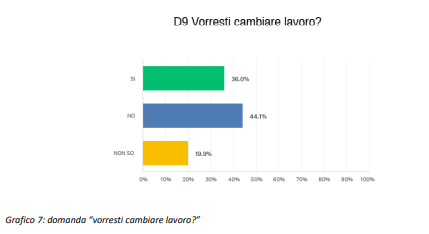 D9 Vorresti cambiare lavoro?
SI 36.0%
NO 44.1%
NON SO 19.9%
0% 10% 20% 30% 40% 50% 60% 70% 80% 90% 100%
Grafico 7: domanda "vorresti cambiare lavoro?"